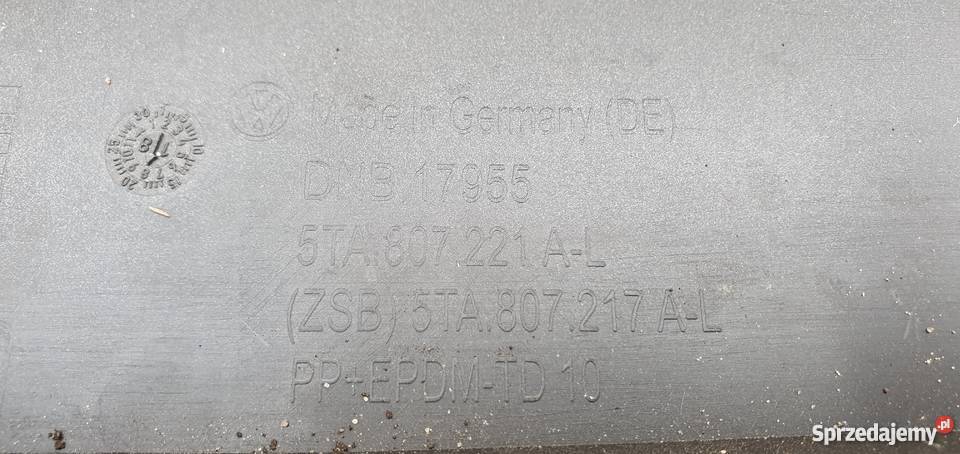 Made in Germany (DE)
DMB.17955
5TA.807.221 A-L
(ZSB) 5TA.807.217 A-L
PP+EPDM-TD 10
18
Sprzedajemy.pl